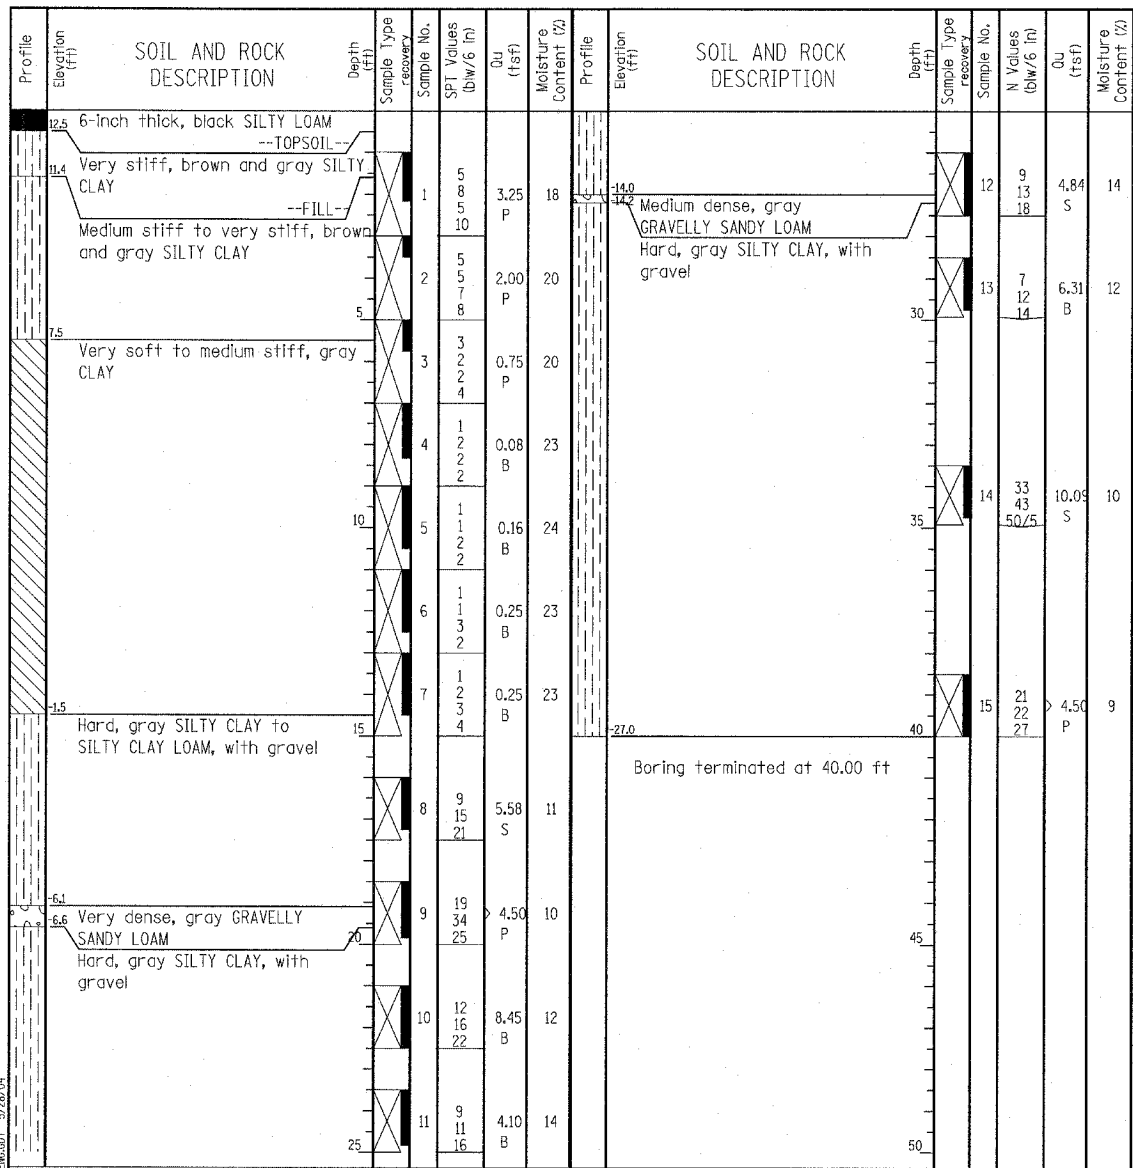 Profile
Elevation (ft)
SOIL AND ROCK
DESCRIPTION
Depth (ft)
Sample Type
recovery
Sample No.
SPT Values (blw/6 in)
Qu (tsf)
Moisture Content (%)
12.5 6-inch thick, black SILTY LOAM
--TOPSOIL--
11.4 Very stiff, brown and gray SILTY
CLAY
--FILL--
Medium stiff to very stiff, brown
and gray SILTY CLAY
1 5 8 5 10 3.25 P 18
2 5 5 7 8 2.00 P 20
5
7.5
Very soft to medium stiff, gray
CLAY
3 3 2 2 4 0.75 P 20
4 1 2 2 2 0.08 B 23
10
5 1 1 2 2 0.16 B 24
6 1 1 3 2 0.25 B 23
7 1 2 3 4 0.25 B 23
-1.5
15
Hard, gray SILTY CLAY to
SILTY CLAY LOAM, with gravel
8 9 15 21 5.58 S 11
-6.1
-6.6 Very dense, gray GRAVELLY
SANDY LOAM
20
9 19 34 25 > 4.50 P 10
Hard, gray SILTY CLAY, with
gravel
10 12 16 22 8.45 B 12
11 9 11 16 4.10 B 14
25
Profile
Elevation (ft)
SOIL AND ROCK
DESCRIPTION
Depth (ft)
Sample Type
recovery
Sample No.
N Values (blw/6 in)
Qu (tsf)
Moisture Content (%)
12 9 13 18 4.84 S 14
-14.0
-14.2
Medium dense, gray
GRAVELLY SANDY LOAM
Hard, gray SILTY CLAY, with
gravel
13 7 12 14 6.31 B 12
30
14 33 43 50/5 10.09 S 10
35
15 21 22 27 > 4.50 P 9
-27.0
40
Boring terminated at 40.00 ft
45
50